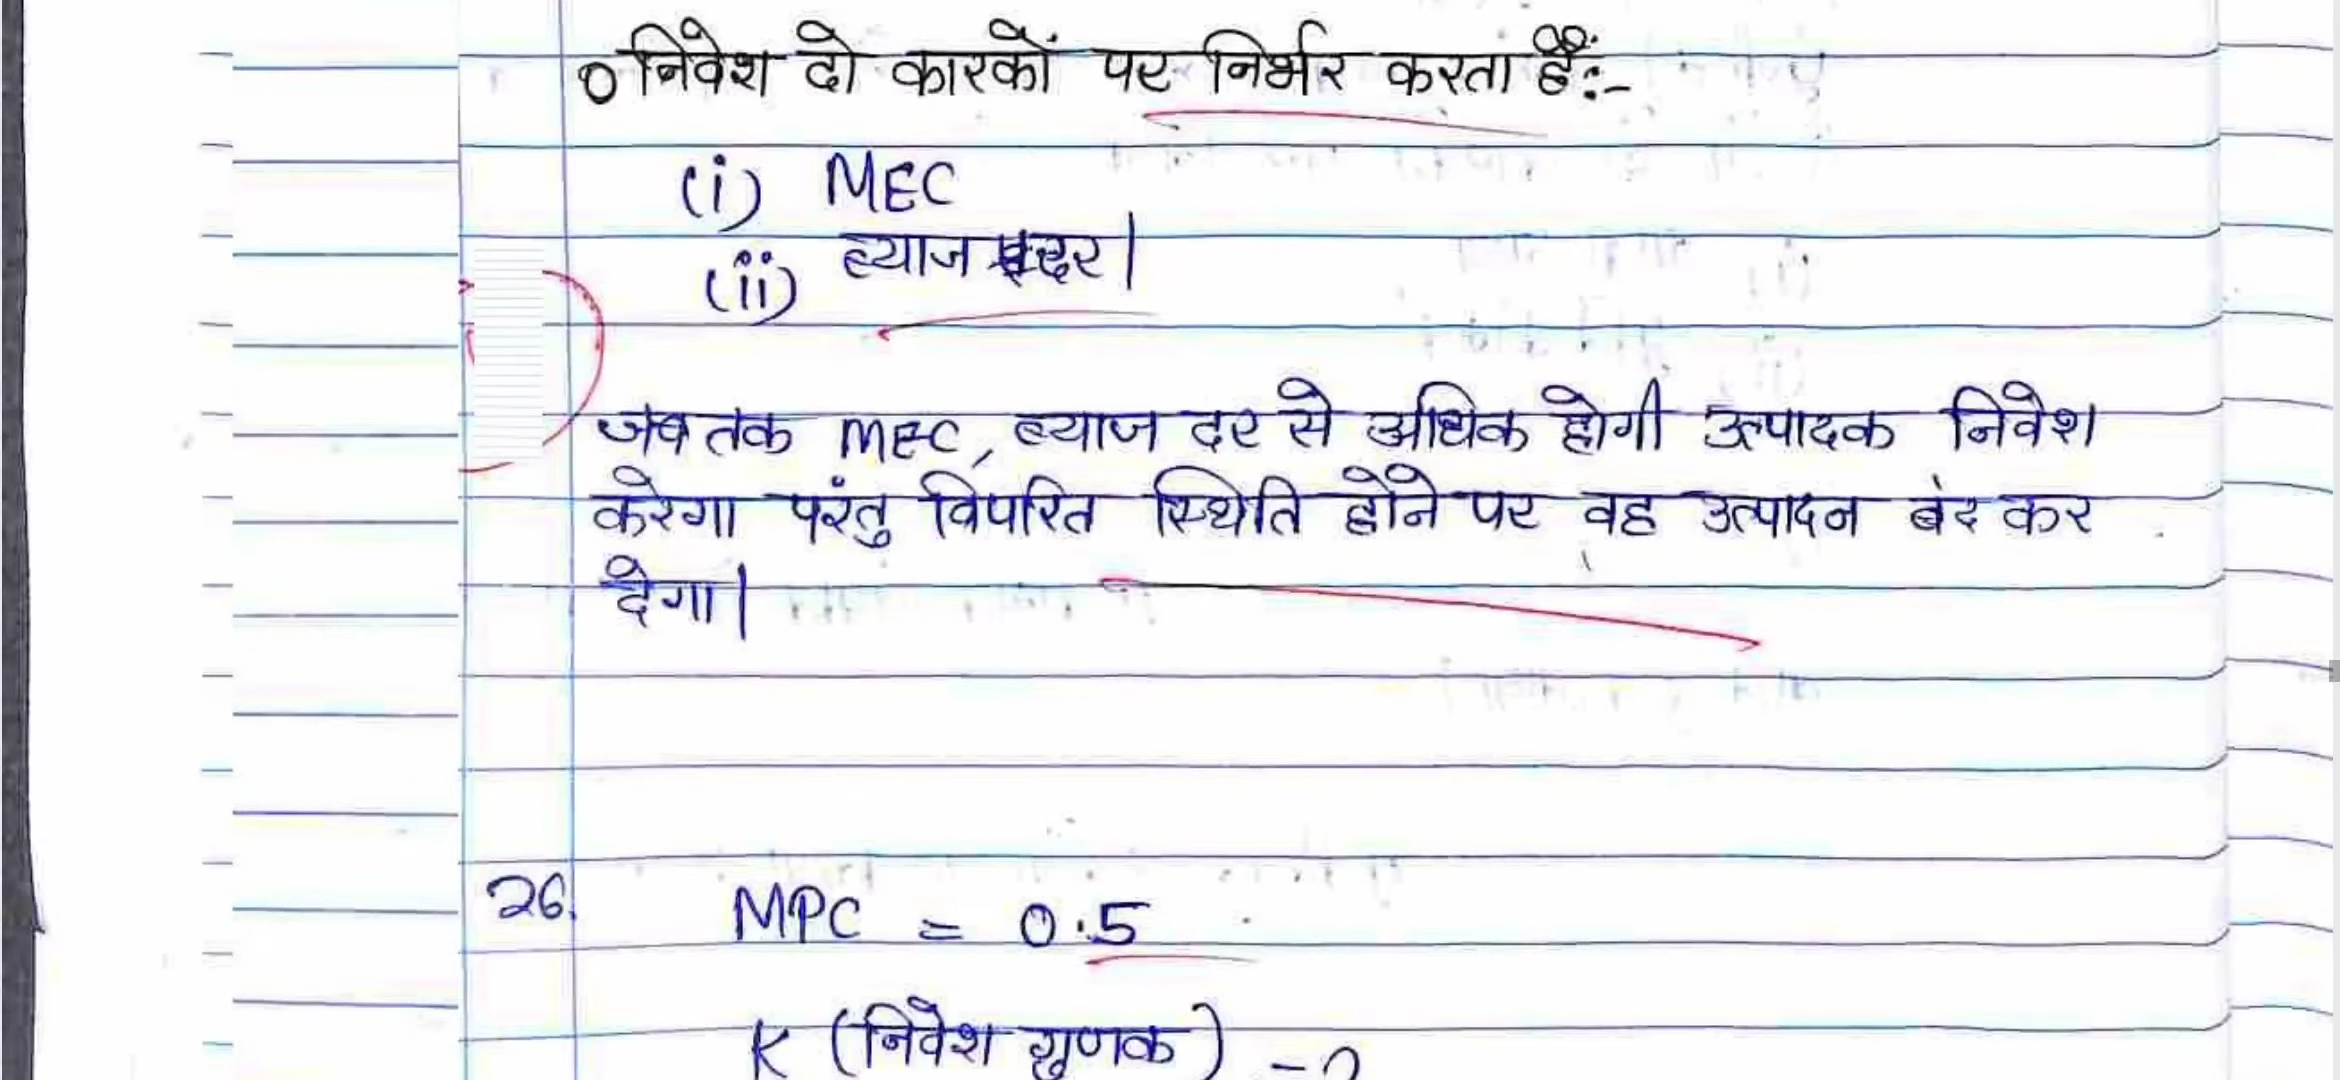 ० निवेश दो कारकों पर निर्भर करता हैं:-
(i) MEC
(ii) ब्याज दर।
जब तक MEC, ब्याज दर से अधिक होगी उत्पादक निवेश
करेगा परंतु विपरित स्थिति होने पर वह उत्पादन बंद कर
देगा।
26. MPC = 0.5
K (निवेश गुणक) =